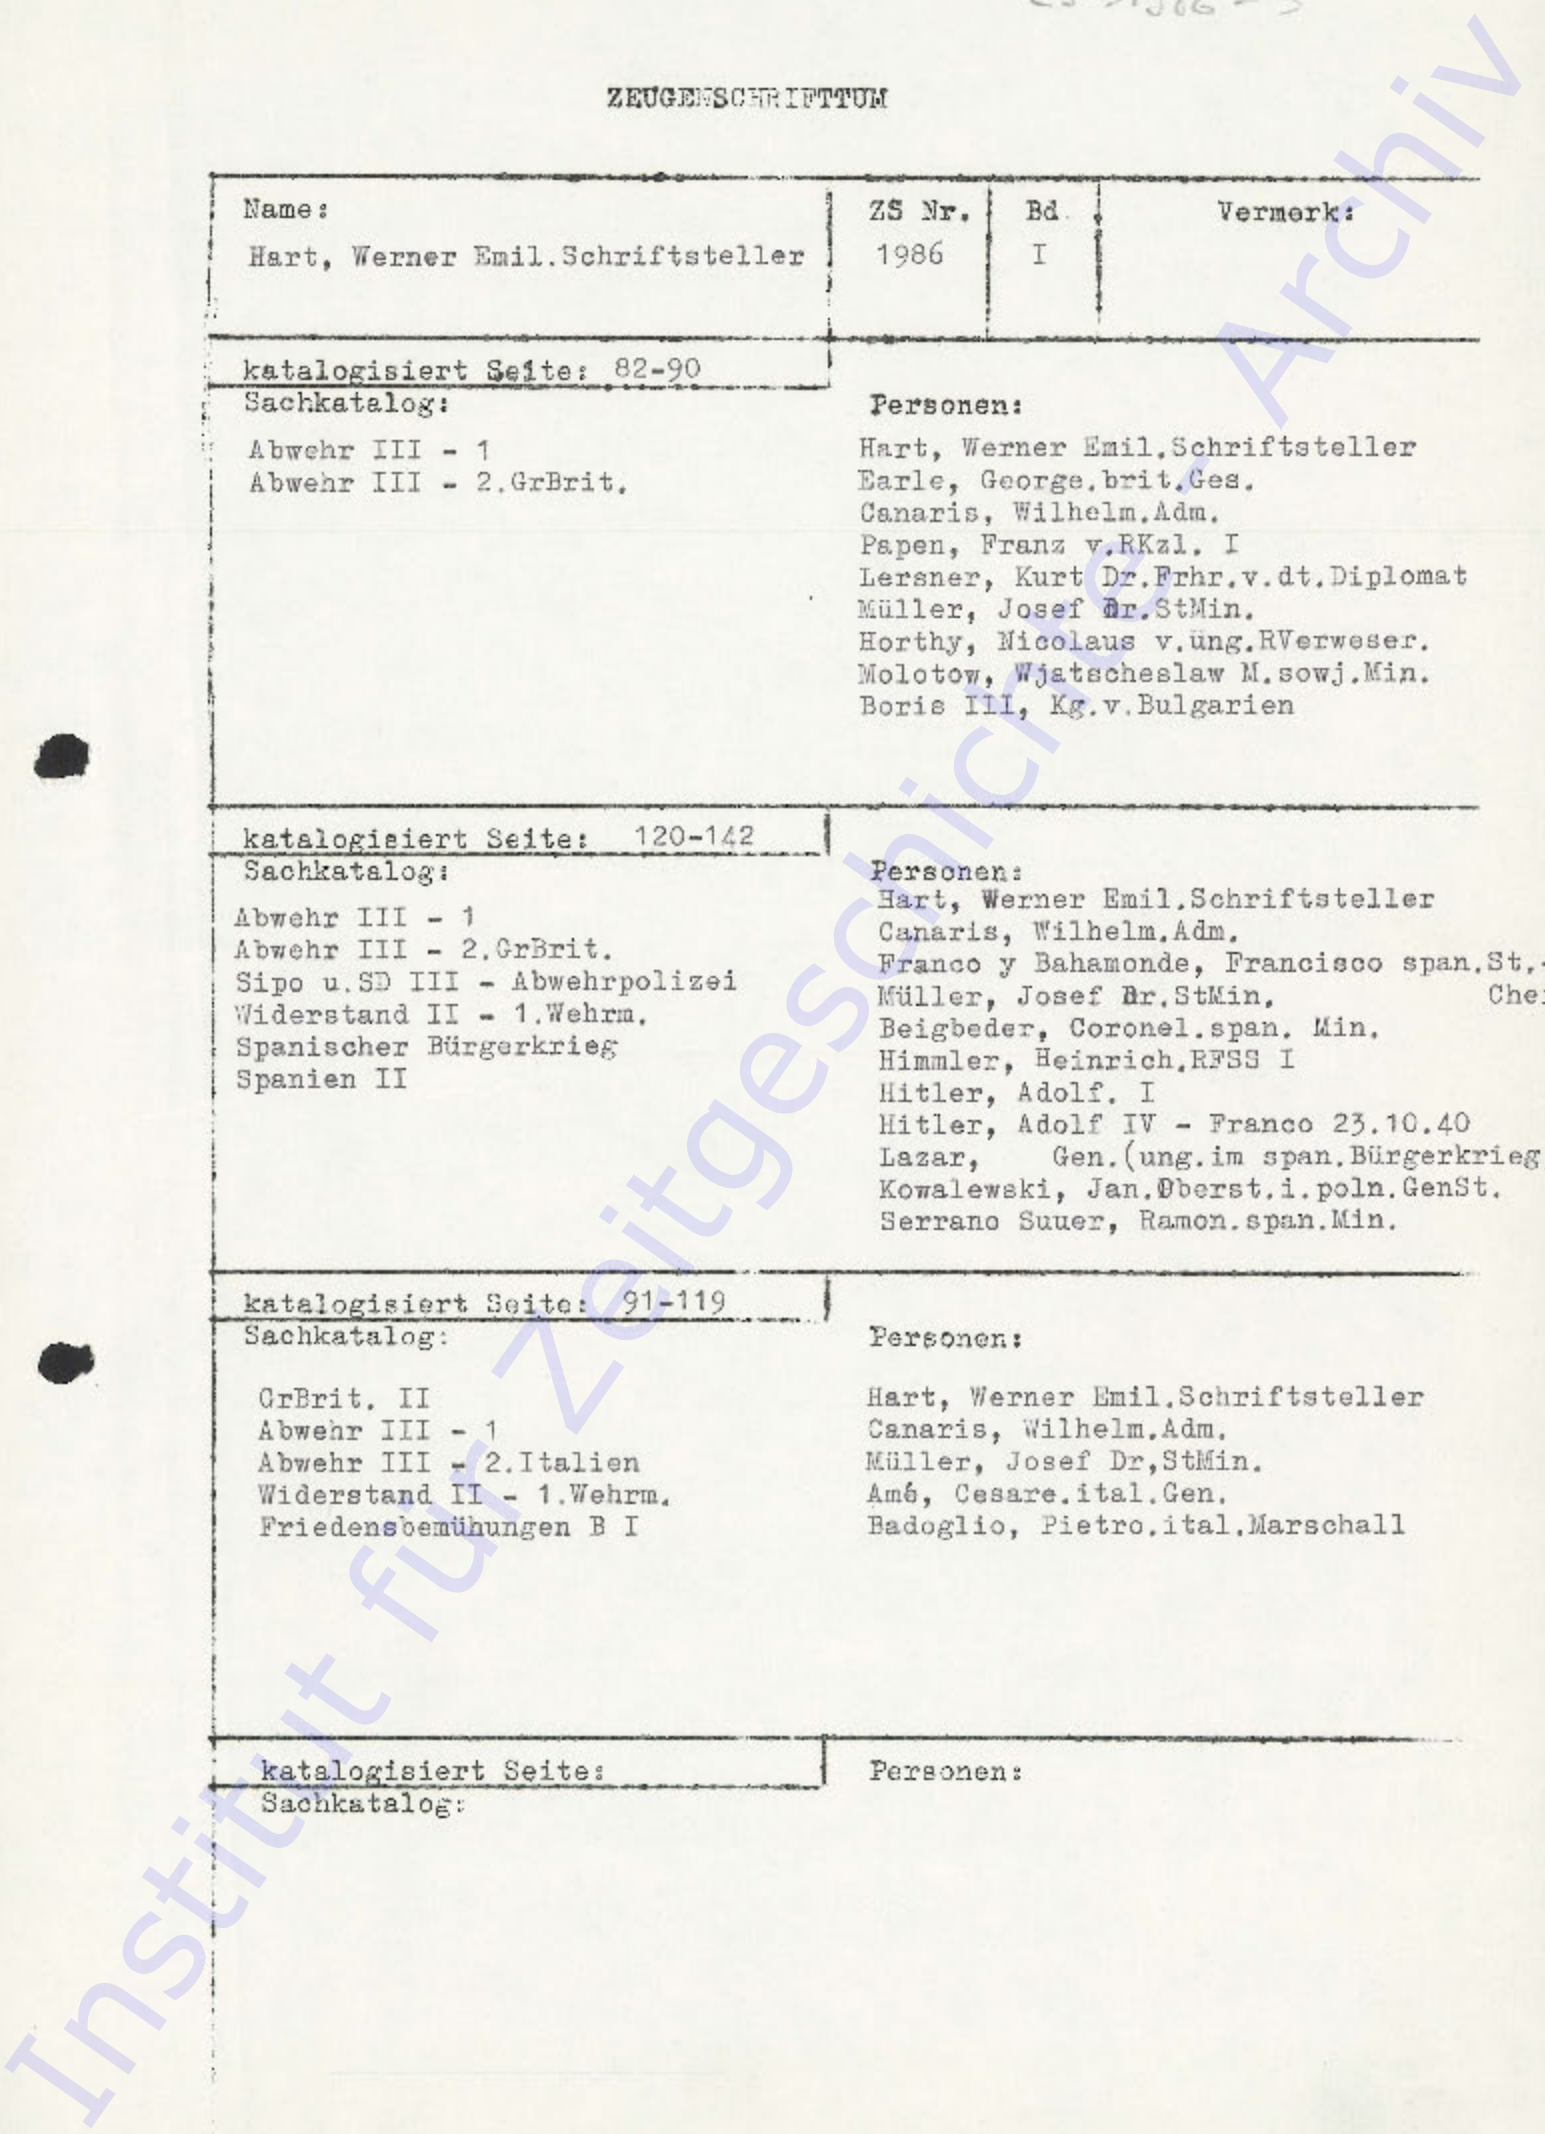 ZEUGENSCHRIFTTUM
Name: ZS Nr. Bd. Vermerk:
Hart, Werner Emil.Schriftsteller 1986 I
katalogisiert Seite: 82-90
Sachkatalog: Personen:
Abwehr III - 1
Abwehr III - 2.GrBrit.
Hart, Werner Emil.Schriftsteller
Earle, George.brit.Ges.
Canaris, Wilhelm.Adm.
Papen, Franz v.RKzl. I
Lersner, Kurt Dr.Frhr.v.dt.Diplomat
Müller, Josef Dr.StMin.
Horthy, Nicolaus v.ung.RVerweser.
Molotow, Wjatscheslaw M.sowj.Min.
Boris III, Kg.v.Bulgarien
katalogisiert Seite: 120-142
Sachkatalog: Personen:
Abwehr III - 1
Abwehr III - 2.GrBrit.
Sipo u.SD III - Abwehrpolizei
Widerstand II - 1.Wehrm.
Spanischer Bürgerkrieg
Spanien II
Hart, Werner Emil.Schriftsteller
Canaris, Wilhelm.Adm.
Franco y Bahamonde, Francisco span.St.-
Müller, Josef Dr.StMin. Che
Beigbeder, Coronel.span. Min.
Himmler, Heinrich.RFSS I
Hitler, Adolf. I
Hitler, Adolf IV - Franco 23.10.40
Lazar, Gen.(ung.im span.Bürgerkrieg
Kowalewski, Jan.Oberst.i.poln.GenSt.
Serrano Suuer, Ramon.span.Min.
katalogisiert Seite: 91-119
Sachkatalog: Personen:
GrBrit. II
Abwehr III - 1
Abwehr III - 2.Italien
Widerstand II - 1.Wehrm.
Friedensbemühungen B I
Hart, Werner Emil.Schriftsteller
Canaris, Wilhelm.Adm.
Müller, Josef Dr,StMin.
Amé, Cesare.ital.Gen.
Badoglio, Pietro.ital.Marschall
katalogisiert Seite: Personen:
Sachkatalog:
Institut für Zeitgeschichte - Archiv